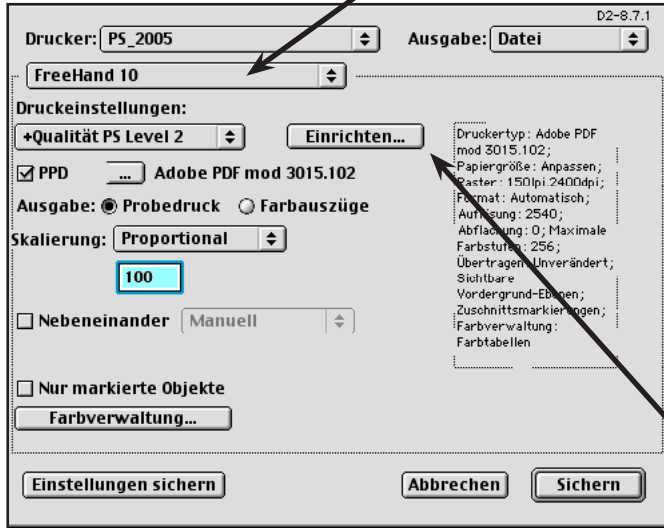 D2-8.7.1
Drucker: PS_2005 Ausgabe: Datei
FreeHand 10
Druckeinstellungen:
+Qualität PS Level 2 Einrichten...
PPD ... Adobe PDF mod 3015.102
Ausgabe: Probedruck Farbauszüge
Skalierung: Proportional
100
Nebeneinander Manuell
Nur markierte Objekte
Farbverwaltung...
Druckertyp: Adobe PDF
mod 3015.102;
Papiergröße: Anpassen;
Raster: 150lpi,2400dpi;
Format: Automatisch;
Auflösung: 2540;
Abflachung: 0; Maximale
Farbstufen: 256;
Übertragen: Unverändert;
Sichtbare
Vordergrund-Ebenen;
Zuschnittsmarkierungen;
Farbverwaltung:
Farbtabellen
Einstellungen sichern Abbrechen Sichern